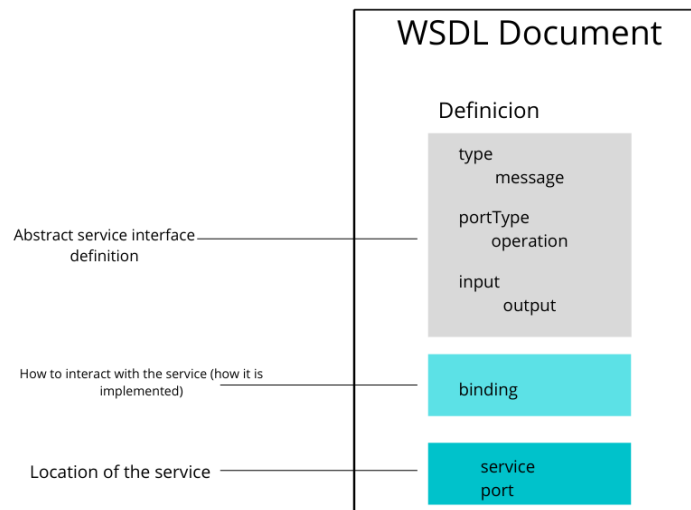 WSDL Document
Definicion
type
message
portType
operation
input
output
Abstract service interface
definition
How to interact with the service (how it is
implemented)
binding
Location of the service
service
port